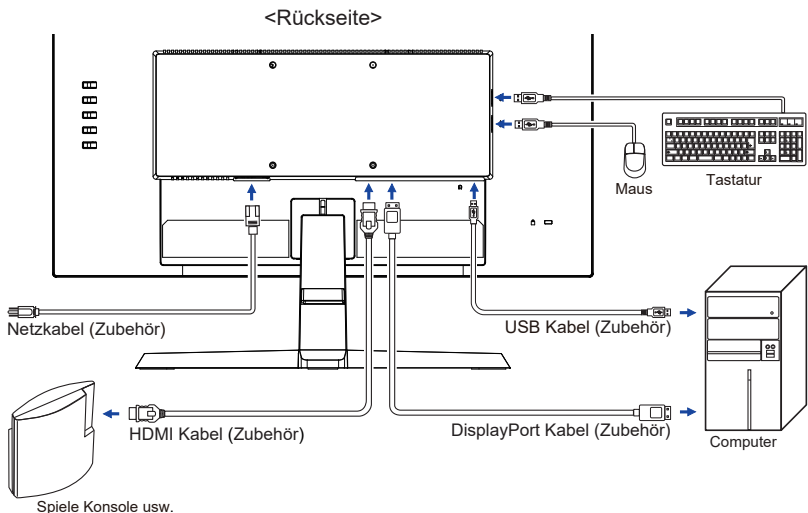 <Rückseite>
Maus
Tastatur
Netzkabel (Zubehör)
USB Kabel (Zubehör)
HDMI Kabel (Zubehör)
DisplayPort Kabel (Zubehör)
Computer
Spiele Konsole usw.